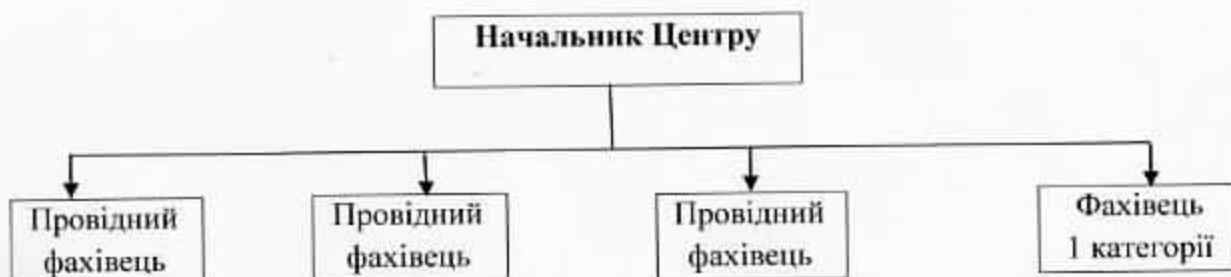 Начальник Центру
Провідний
фахівець
Провідний
фахівець
Провідний
фахівець
Фахівець
1 категорії